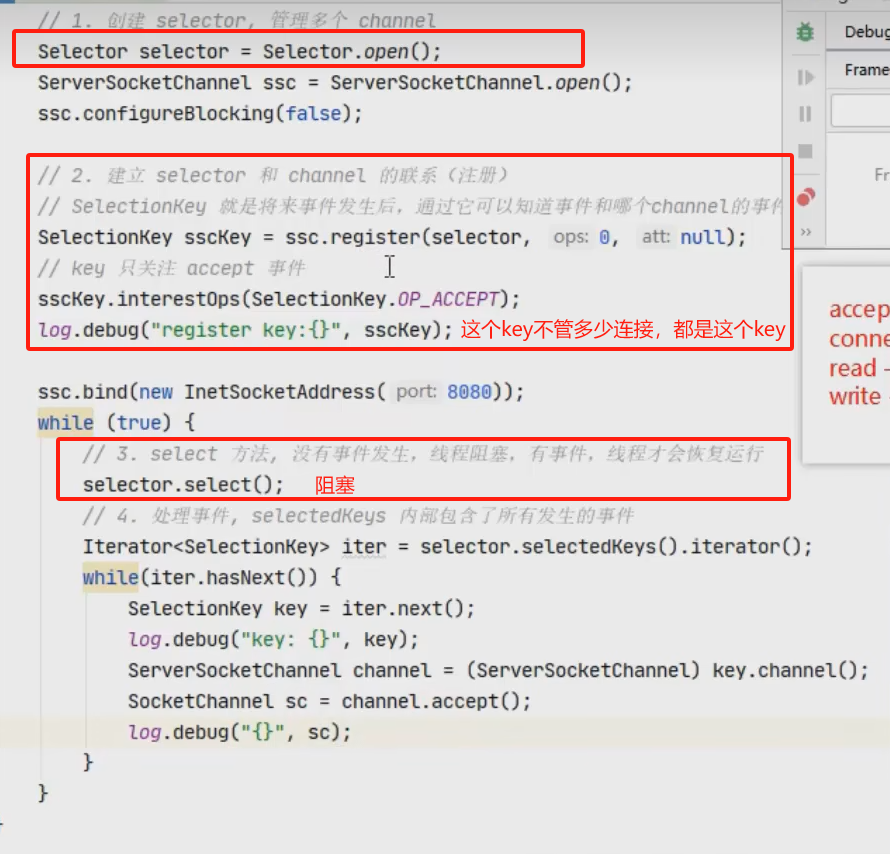 // 1. 创建 selector, 管理多个 channel
Selector selector = Selector.open();
ServerSocketChannel ssc = ServerSocketChannel.open();
ssc.configureBlocking(false);
// 2. 建立 selector 和 channel 的联系（注册）
// SelectionKey 就是将来事件发生后，通过它可以知道事件和哪个channel的事件
SelectionKey sscKey = ssc.register(selector, ops: 0, att: null);
// key 只关注 accept 事件
sscKey.interestOps(SelectionKey.OP_ACCEPT);
log.debug("register key:{}", sscKey); 这个key不管多少连接，都是这个key
ssc.bind(new InetSocketAddress( port: 8080));
while (true) {
// 3. select 方法, 没有事件发生，线程阻塞，有事件，线程才会恢复运行
selector.select(); 阻塞
// 4. 处理事件, selectedKeys 内部包含了所有发生的事件
Iterator<SelectionKey> iter = selector.selectedKeys().iterator();
while(iter.hasNext()) {
SelectionKey key = iter.next();
log.debug("key: {}", key);
ServerSocketChannel channel = (ServerSocketChannel) key.channel();
SocketChannel sc = channel.accept();
log.debug("{}", sc);
}
}
Debug
Frame
Fr
accep
conne
read -
write